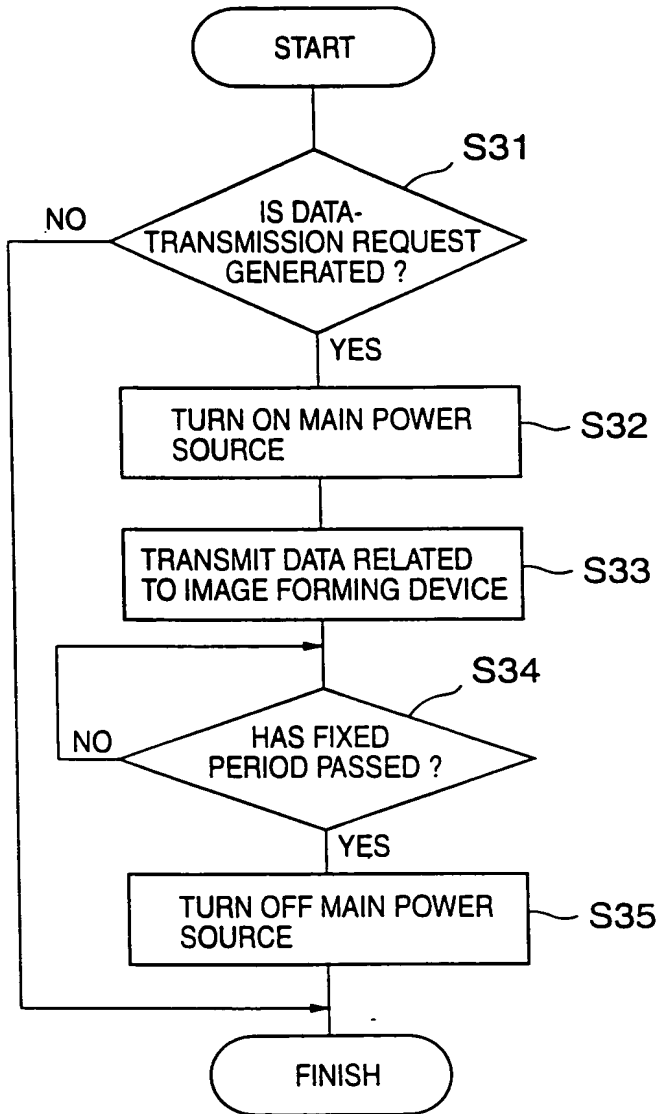 START
S31
IS DATA-
TRANSMISSION REQUEST
GENERATED ?
NO
YES
TURN ON MAIN POWER
SOURCE
S32
TRANSMIT DATA RELATED
TO IMAGE FORMING DEVICE
S33
S34
HAS FIXED
PERIOD PASSED ?
NO
YES
TURN OFF MAIN POWER
SOURCE
S35
FINISH